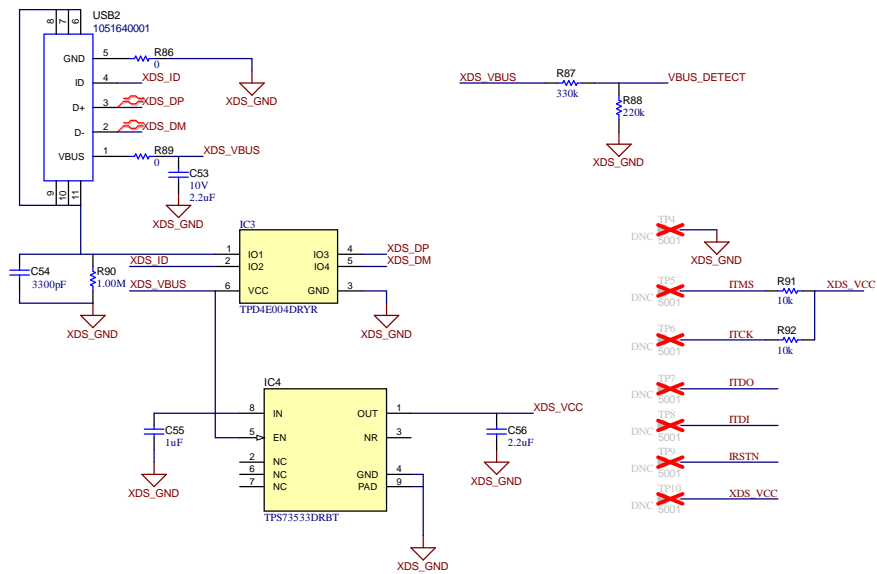 USB2
1051640001
8
7
6
GND
5
R86
0
XDS_GND
ID
4
XDS_ID
D+
3
XDS_DP
D-
2
XDS_DM
VBUS
1
R89
0
XDS_VBUS
C53
10V
2.2uF
XDS_GND
9
10
11
XDS_VBUS
R87
330k
VBUS_DETECT
R88
220k
XDS_GND
IC3
1
IO1
IO3
4
XDS_DP
XDS_ID
2
IO2
IO4
5
XDS_DM
XDS_VBUS
6
VCC
GND
3
TPD4E004DRYR
XDS_GND
C54
3300pF
R90
1.00M
XDS_GND
IC4
8
IN
OUT
1
XDS_VCC
5
EN
NR
3
2
NC
6
NC
GND
4
7
NC
PAD
9
TPS73533DRBT
C55
1uF
XDS_GND
C56
2.2uF
XDS_GND
XDS_GND
TP4
DNC
5001
XDS_GND
TP5
DNC
5001
ITMS
R91
10k
XDS_VCC
TP6
DNC
5001
ITCK
R92
10k
TP7
DNC
5001
ITDO
TP8
DNC
5001
ITDI
TP9
DNC
5001
IRSTN
TP10
DNC
5001
XDS_VCC